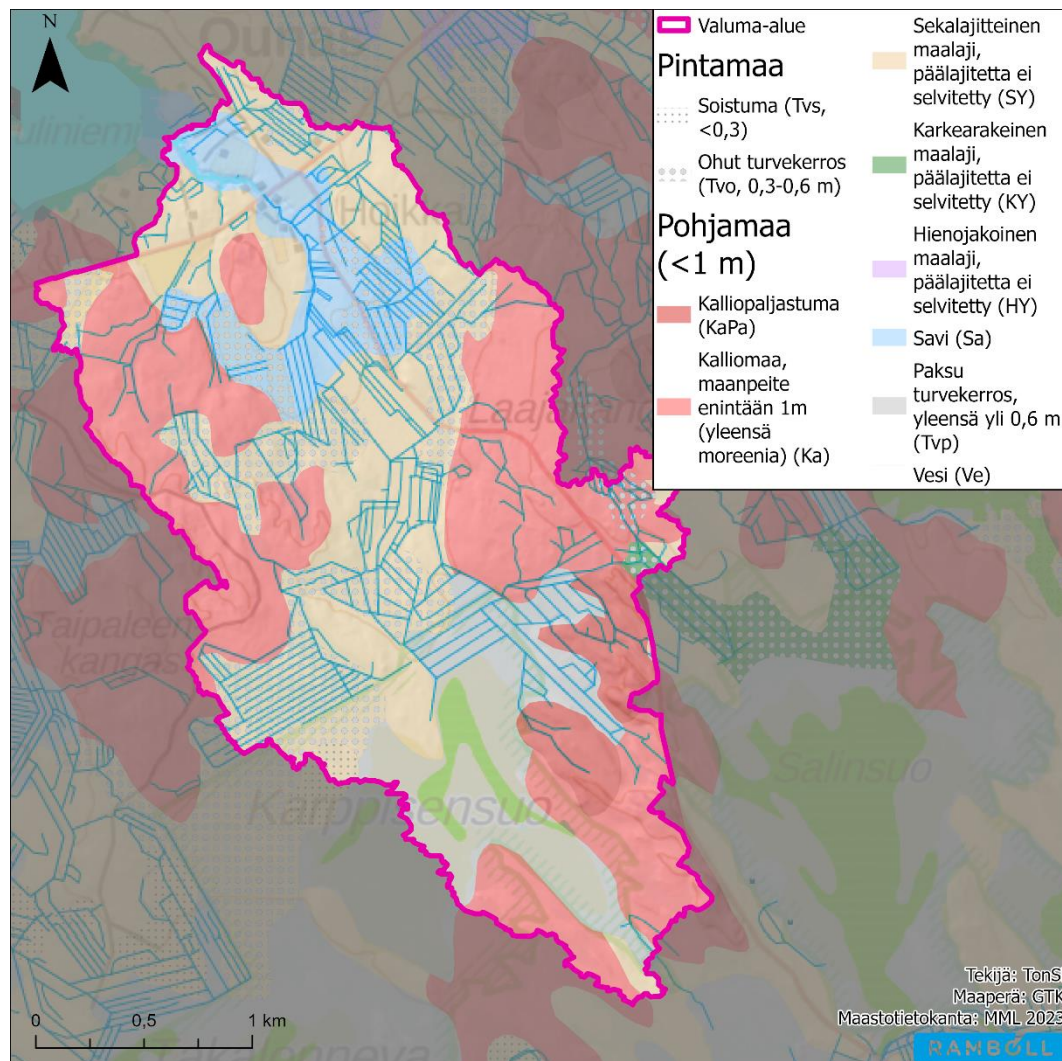 N
Valuma-alue
Pintamaa
Soistuma (Tvs,
<0,3)
Ohut turvekerros
(Tvo, 0,3-0,6 m)
Pohjamaa
(<1 m)
Kalliopaljastuma
(KaPa)
Kalliomaa,
maanpeite
enintään 1m
(yleensä
moreenia) (Ka)
Sekalajitteinen
maalaji,
päälajitetta ei
selvitetty (SY)
Karkearakeinen
maalaji,
päälajitetta ei
selvitetty (KY)
Hienojakoinen
maalaji,
päälajitetta ei
selvitetty (HY)
Savi (Sa)
Paksu
turvekerros,
yleensä yli 0,6 m
(Tvp)
Vesi (Ve)
Hoikka
Taipaleen
kangas
Karppisensuo
Salinsuo
0 0,5 1 km
Tekijä: TonS
Maaperä: GTK
Maastotietokanta: MML 2023
RAMBOLL